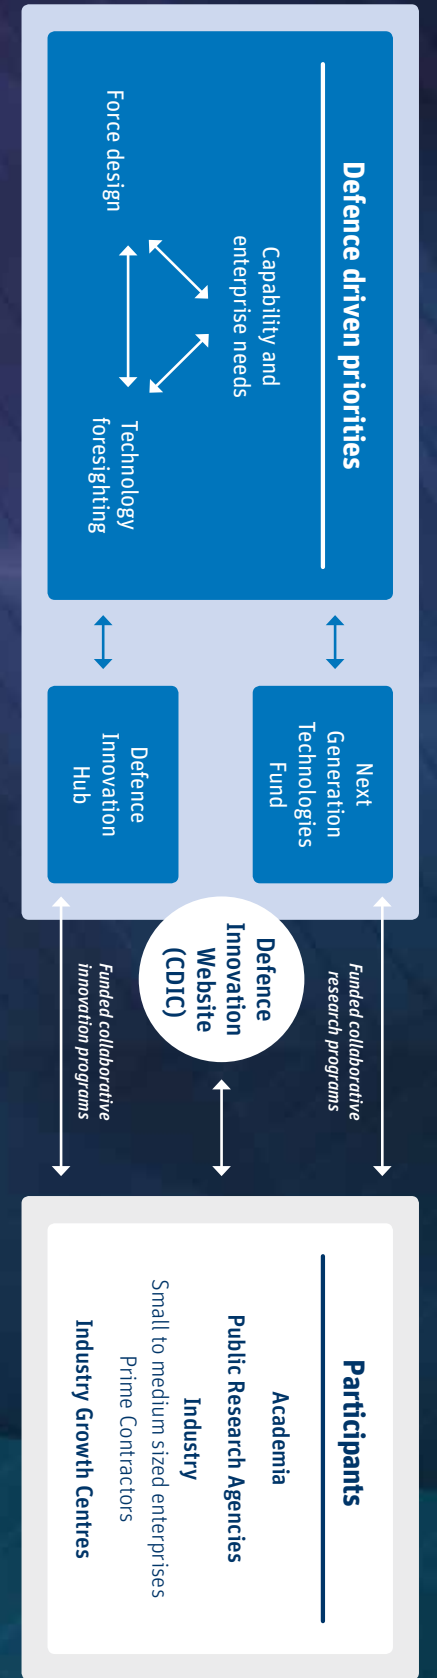 Defence driven priorities
Capability and
enterprise needs
Force design
Technology
foresighting
Next
Generation
Technologies
Fund
Defence
Innovation
Hub
Defence
Innovation
Website
(CDIC)
Funded collaborative
research programs
Funded collaborative
innovation programs
Participants
Academia
Public Research Agencies
Industry
Small to medium sized enterprises
Prime Contractors
Industry Growth Centres